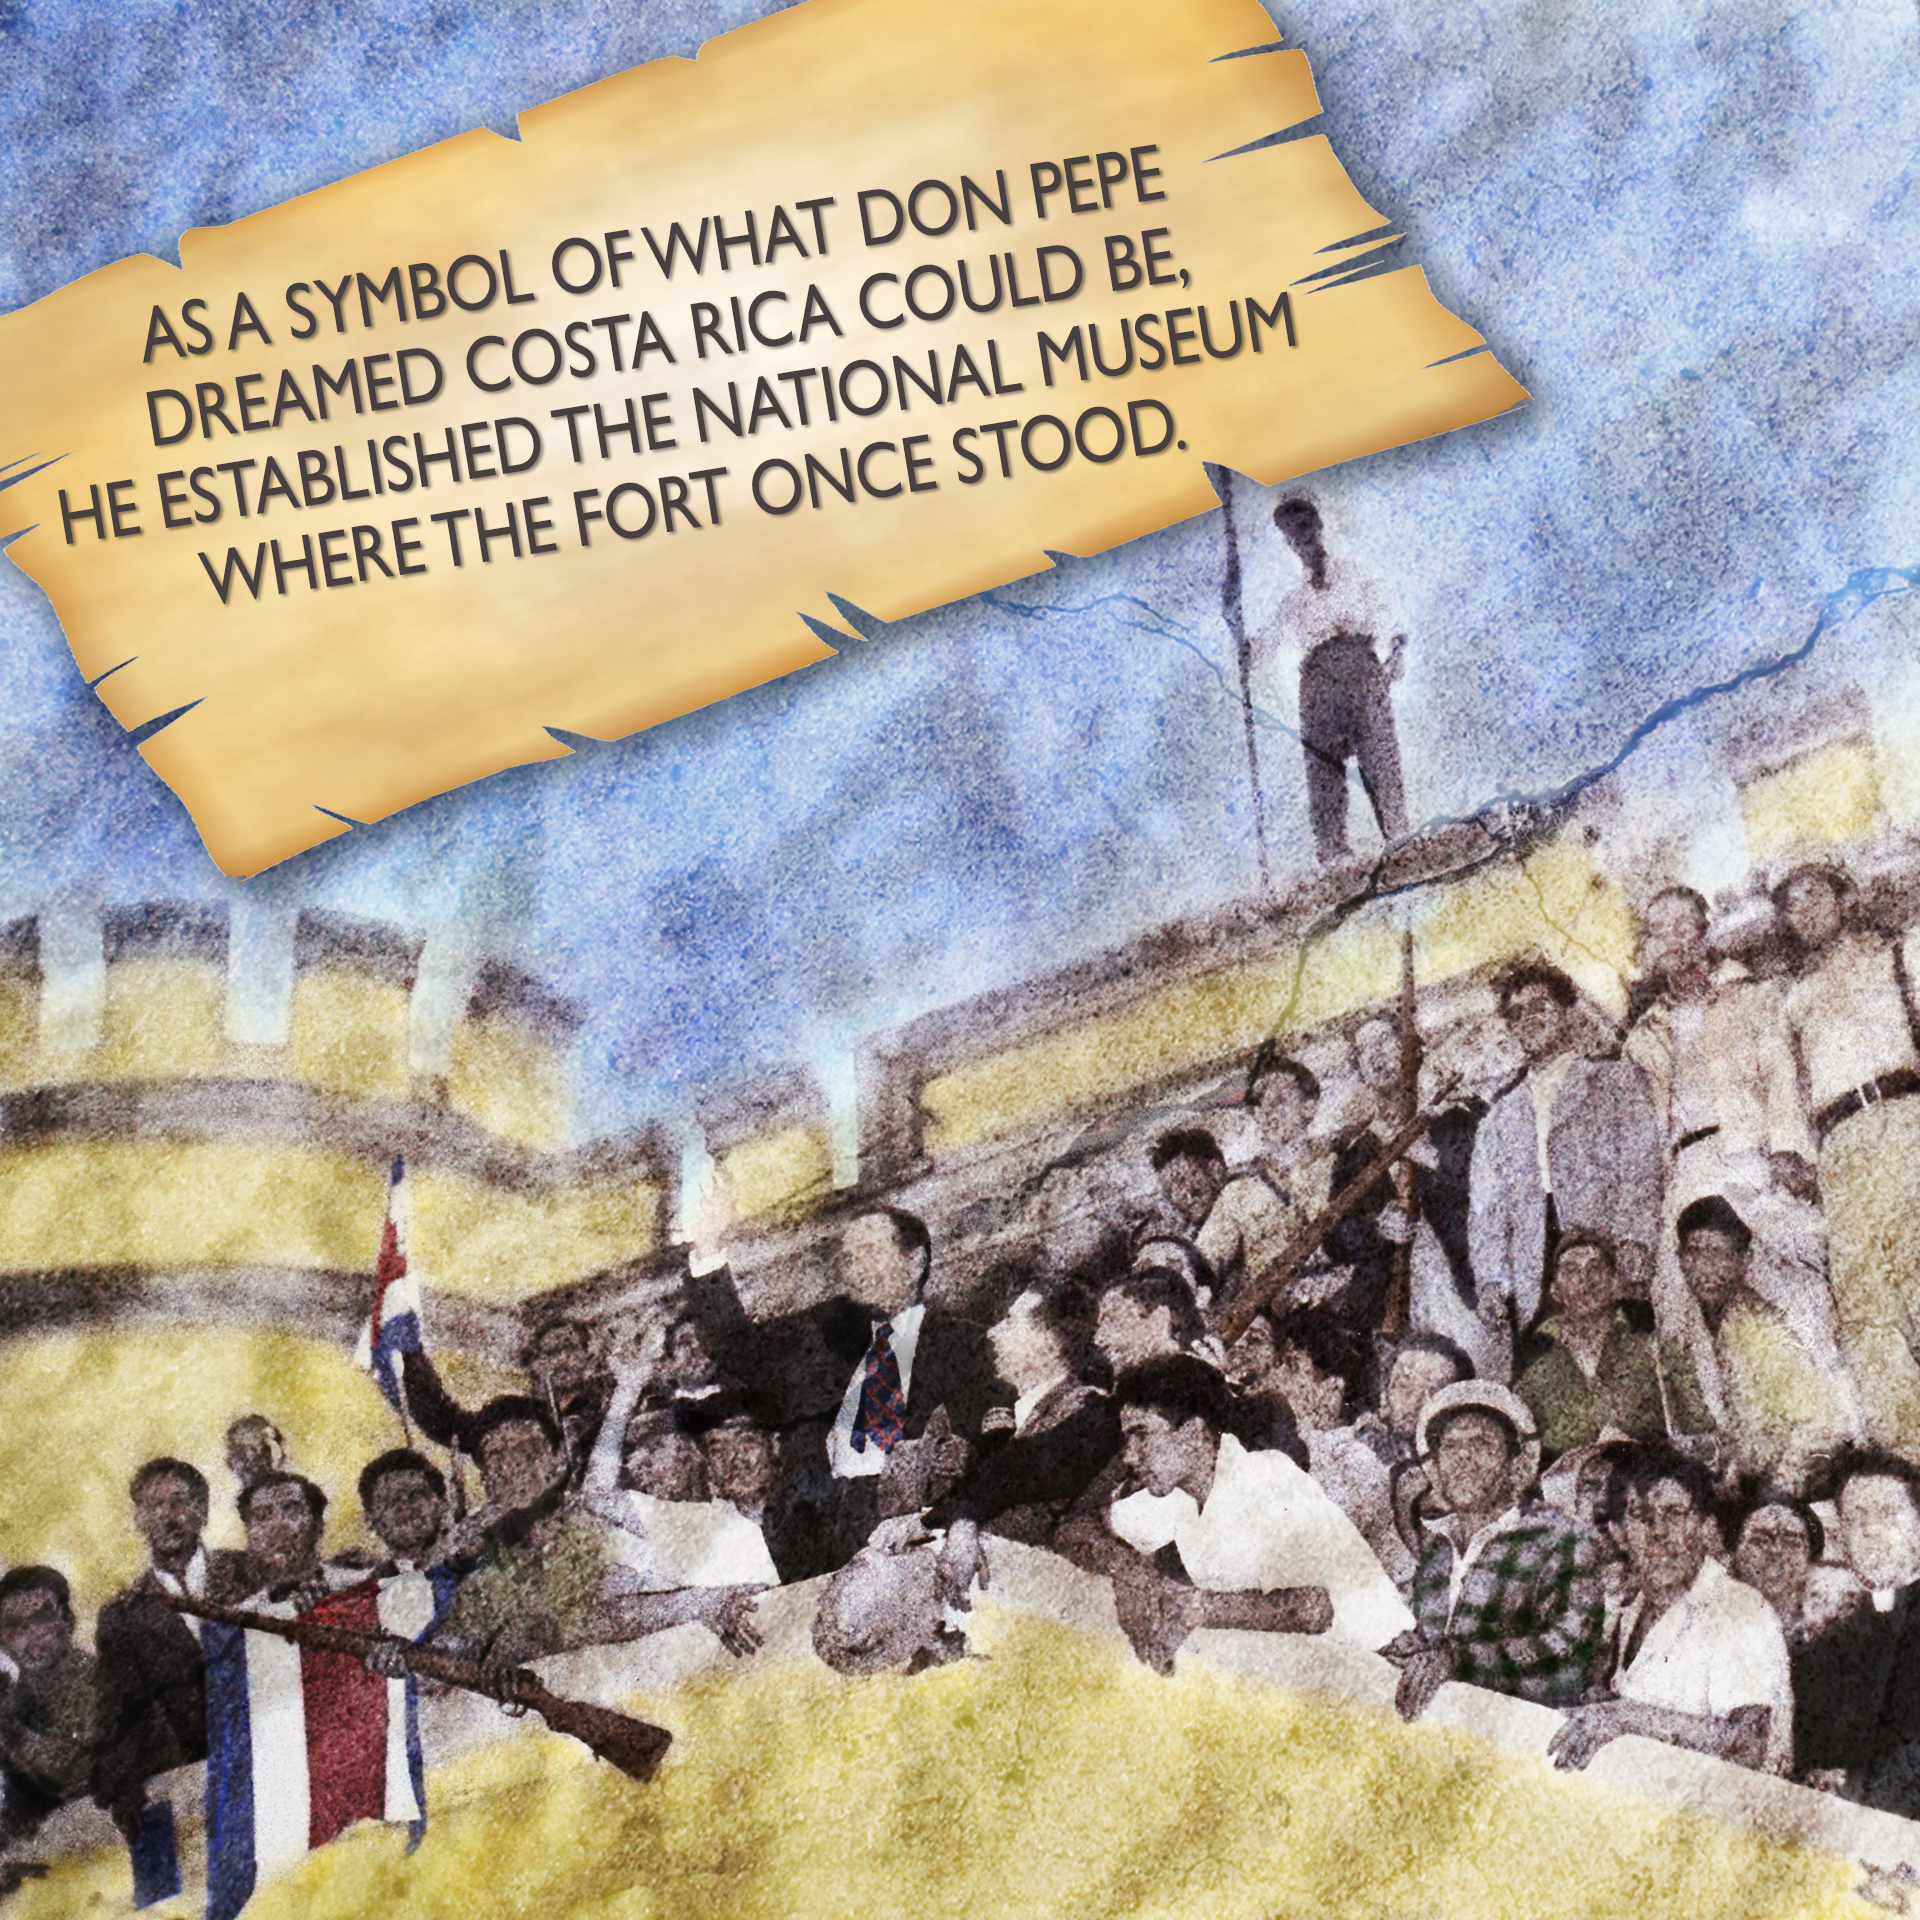 AS A SYMBOL OF WHAT DON PEPE
DREAMED COSTA RICA COULD BE,
HE ESTABLISHED THE NATIONAL MUSEUM
WHERE THE FORT ONCE STOOD.